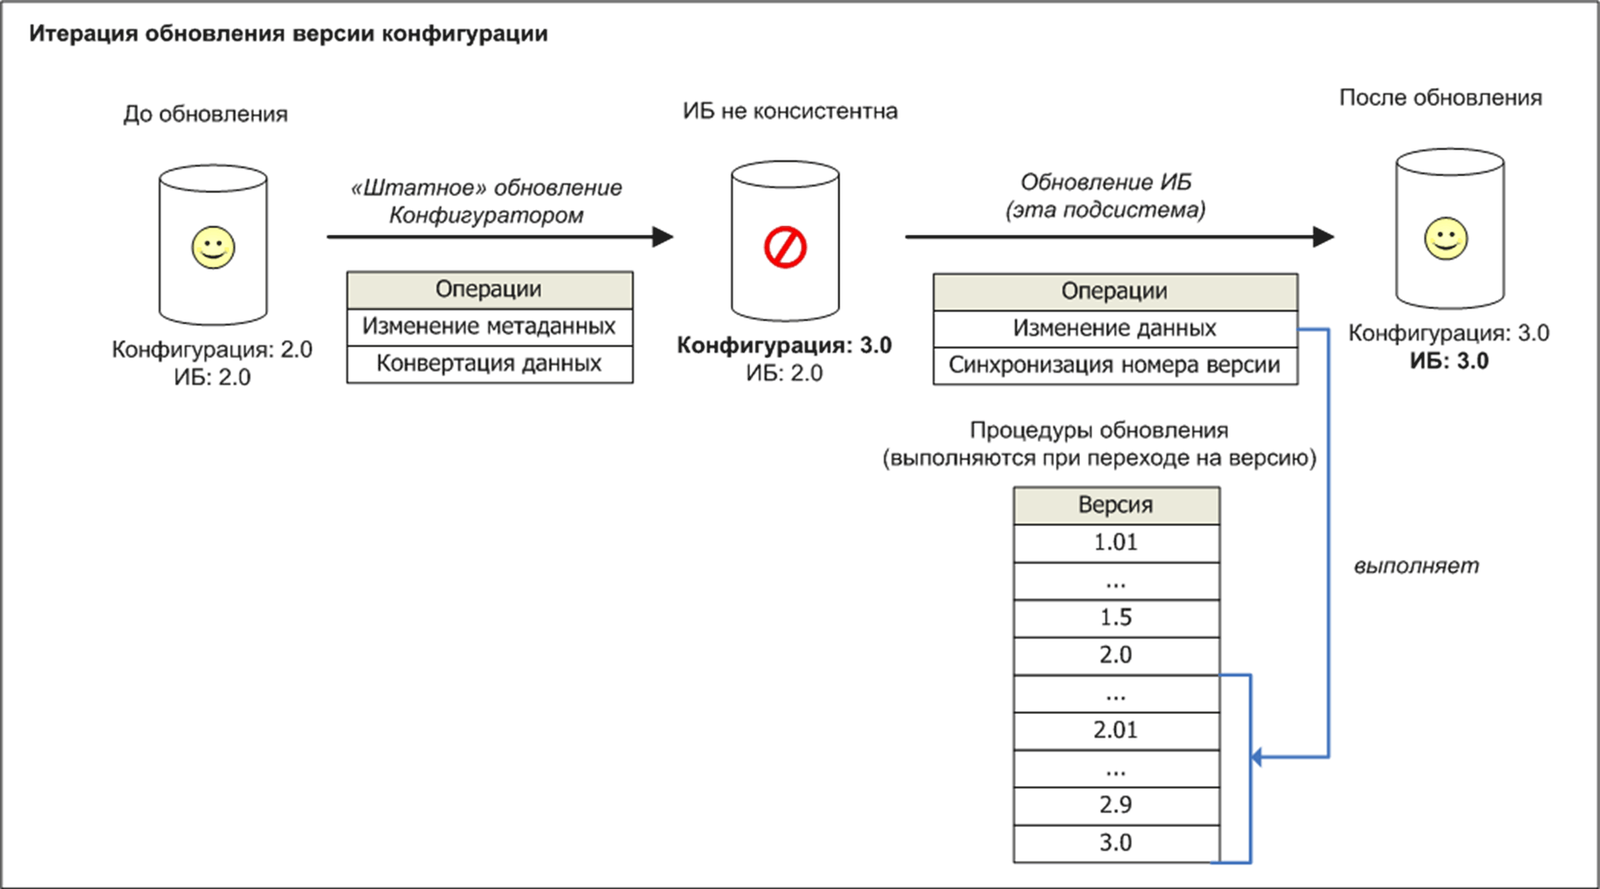 Итерация обновления версии конфигурации
До обновления
ИБ не консистентна
После обновления
«Штатное» обновление
Конфигуратором
Обновление ИБ
(эта подсистема)
Операции
Изменение метаданных
Конвертация данных
Операции
Изменение данных
Синхронизация номера версии
Конфигурация: 2.0
ИБ: 2.0
Конфигурация: 3.0
ИБ: 2.0
Конфигурация: 3.0
ИБ: 3.0
Процедуры обновления
(выполняются при переходе на версию)
Версия
1.01
...
1.5
2.0
...
2.01
...
2.9
3.0
выполняет